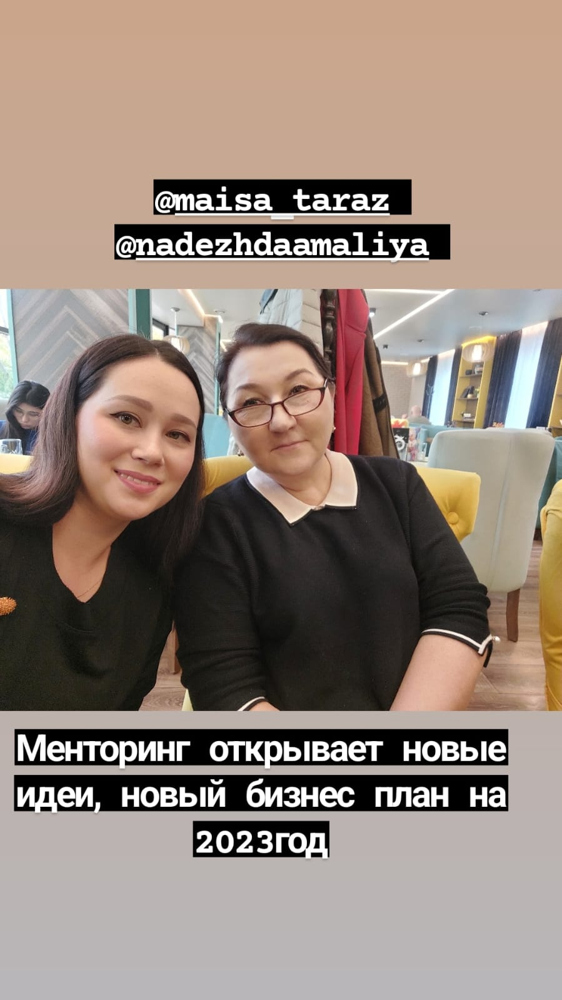 @maisa_taraz
@nadezhdaamaliya
Менторинг открывает новые
идеи, новый бизнес план на
2023год